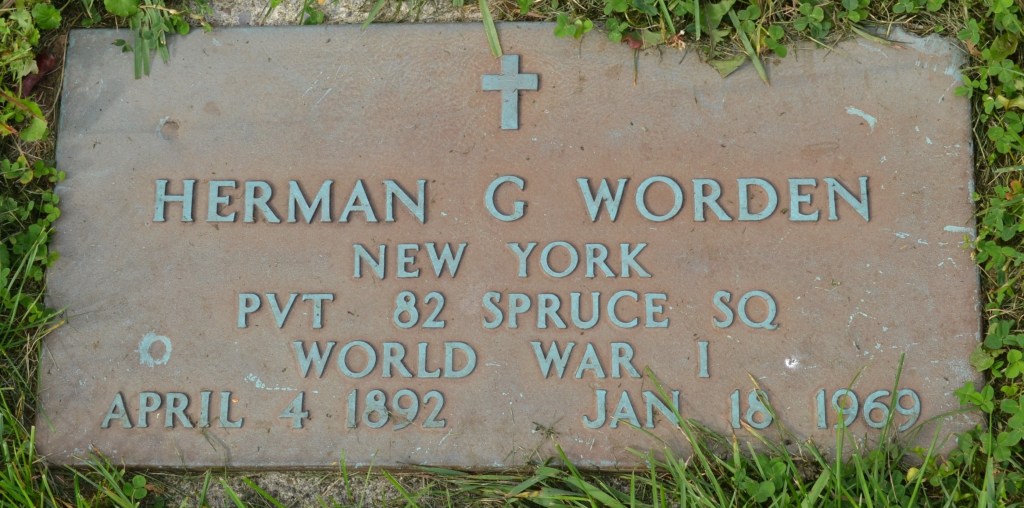 HERMAN G WORDEN
NEW YORK
PVT 82 SPRUCE SQ
WORLD WAR I
APRIL 4 1892 JAN 18 1969